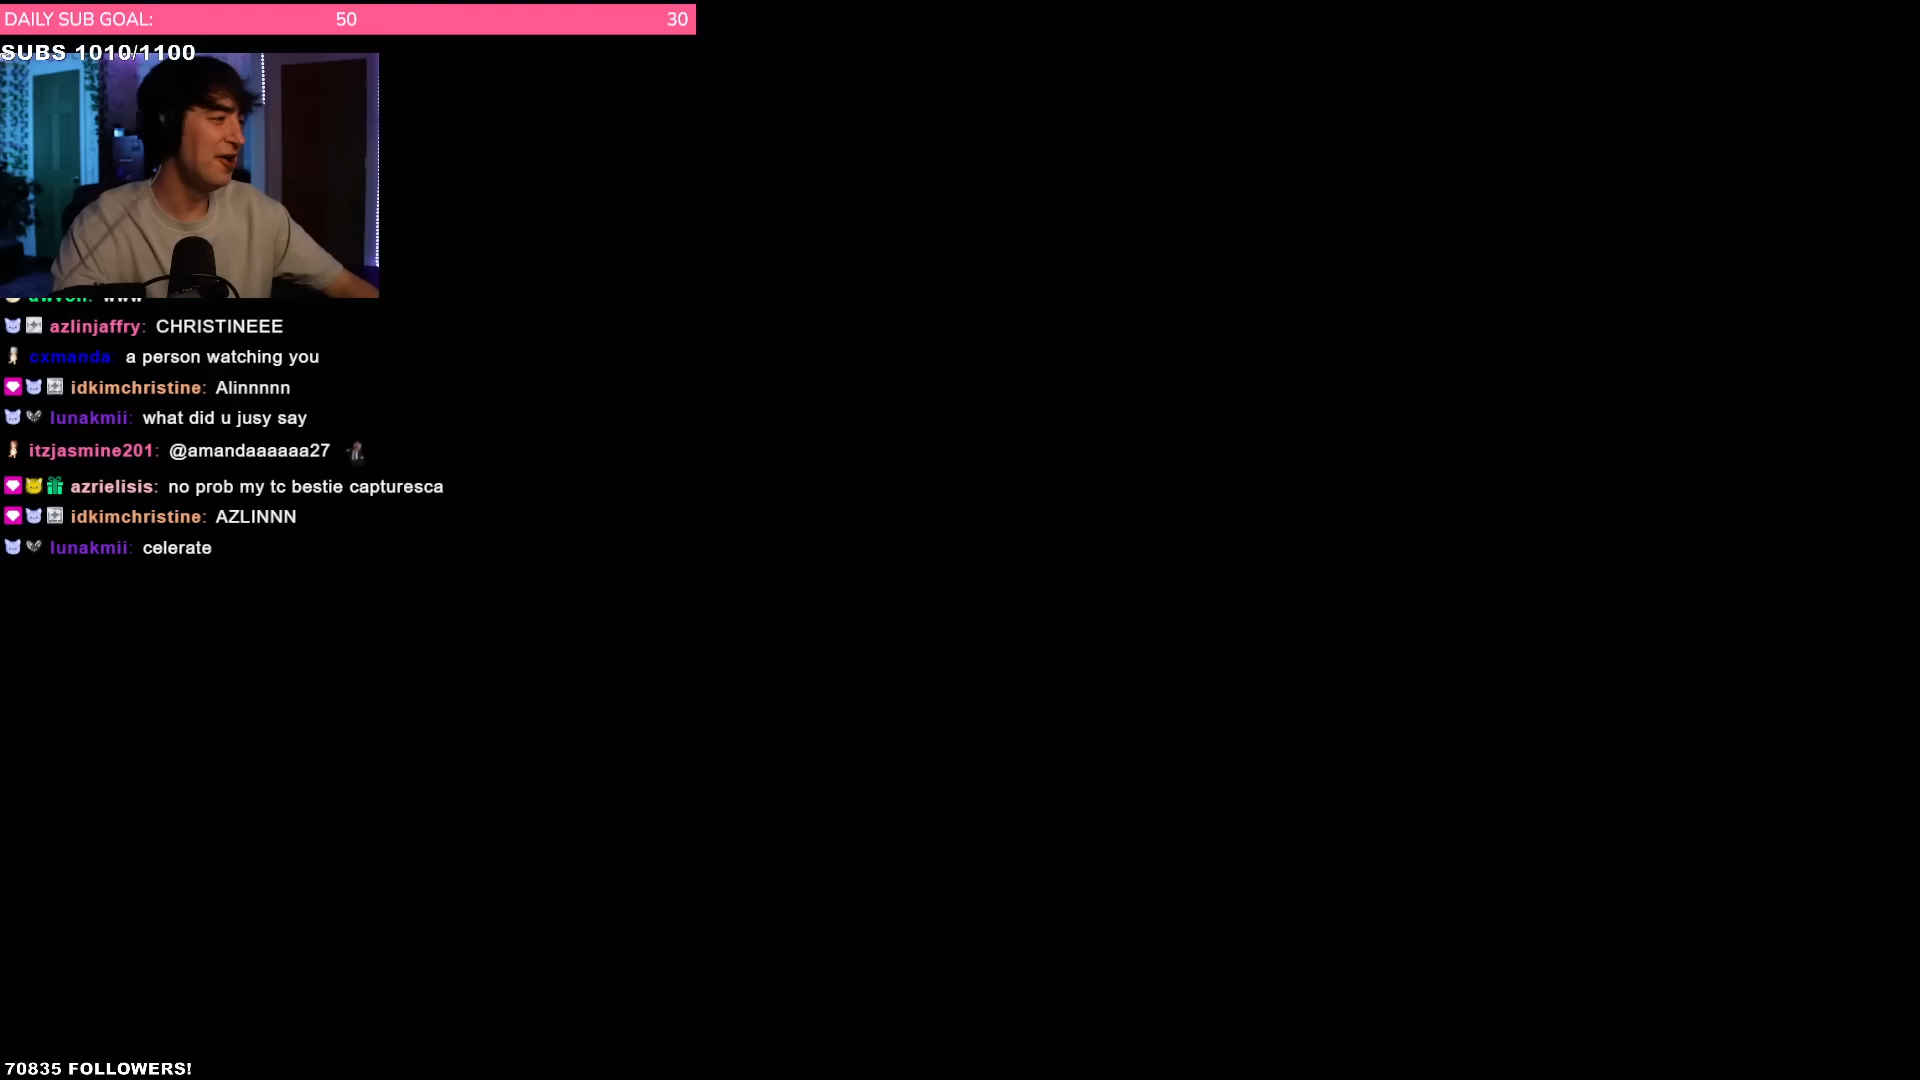 DAILY SUB GOAL: 50 30
SUBS 1010/1100
azlinjaffry: CHRISTINEEE
cxmanda a person watching you
idkimchristine: Alinnnnn
lunakmii: what did u jusy say
itzjasmine201: @amandaaaaaa27
azrielisis: no prob my tc bestie capturesca
idkimchristine: AZLINNN
lunakmii: celerate
70835 FOLLOWERS!